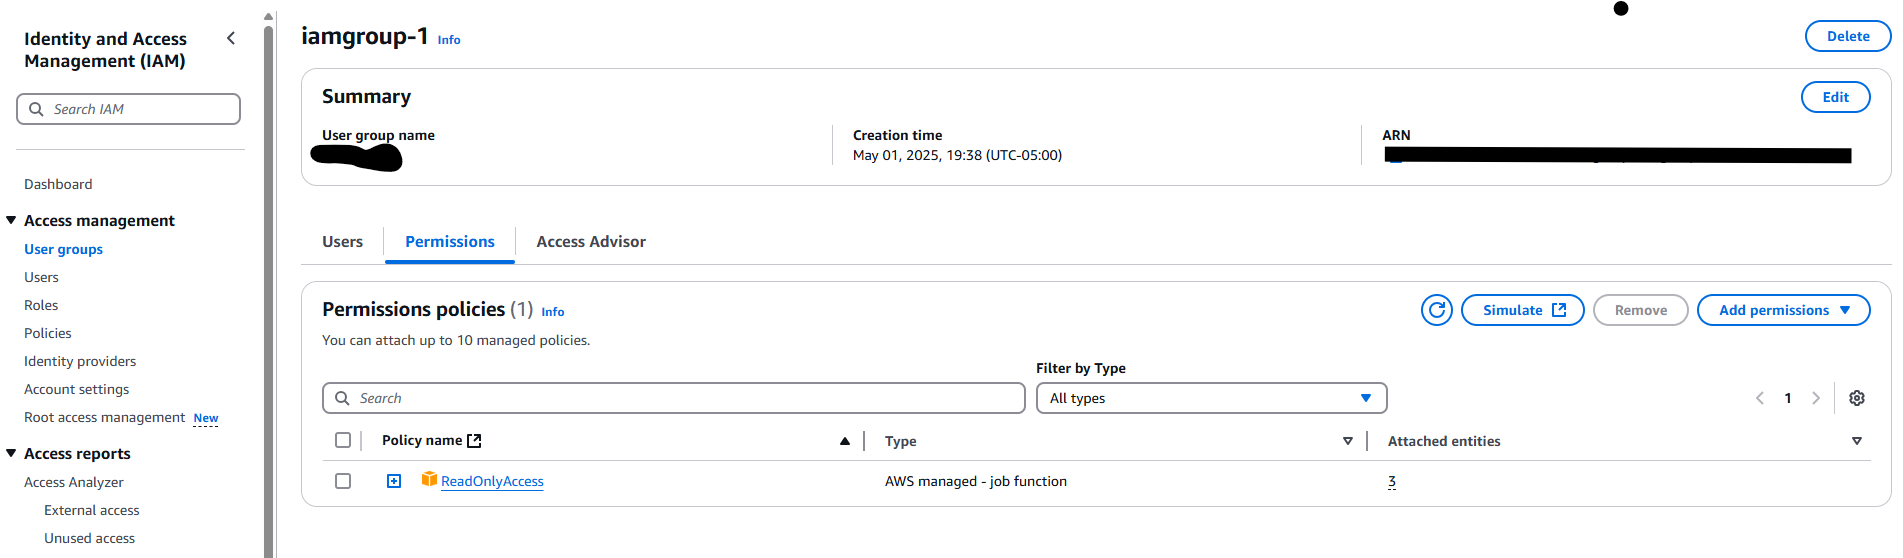 Identity and Access
Management (IAM)
Search IAM
Dashboard
Access management
User groups
Users
Roles
Policies
Identity providers
Account settings
Root access management New
Access reports
Access Analyzer
External access
Unused access
iamgroup-1 Info
Delete
Summary
Edit
User group name
Creation time
May 01, 2025, 19:38 (UTC-05:00)
ARN
Users
Permissions
Access Advisor
Permissions policies (1) Info
You can attach up to 10 managed policies.
Simulate
Remove
Add permissions
Filter by Type
Search
All types
1
Policy name
Type
Attached entities
ReadOnlyAccess
AWS managed - job function
3